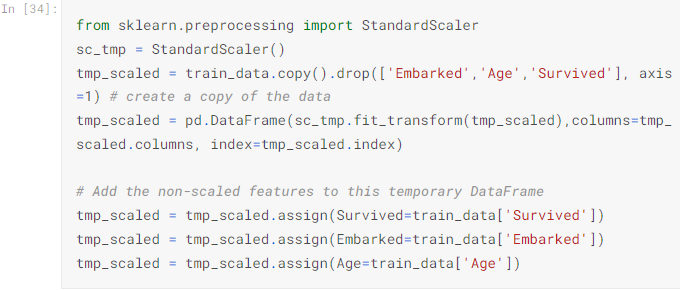 In [34]:
from sklearn.preprocessing import StandardScaler
sc_tmp = StandardScaler()
tmp_scaled = train_data.copy().drop(['Embarked','Age','Survived'], axis
=1) # create a copy of the data
tmp_scaled = pd.DataFrame(sc_tmp.fit_transform(tmp_scaled),columns=tmp_
scaled.columns, index=tmp_scaled.index)

# Add the non-scaled features to this temporary DataFrame
tmp_scaled = tmp_scaled.assign(Survived=train_data['Survived'])
tmp_scaled = tmp_scaled.assign(Embarked=train_data['Embarked'])
tmp_scaled = tmp_scaled.assign(Age=train_data['Age'])